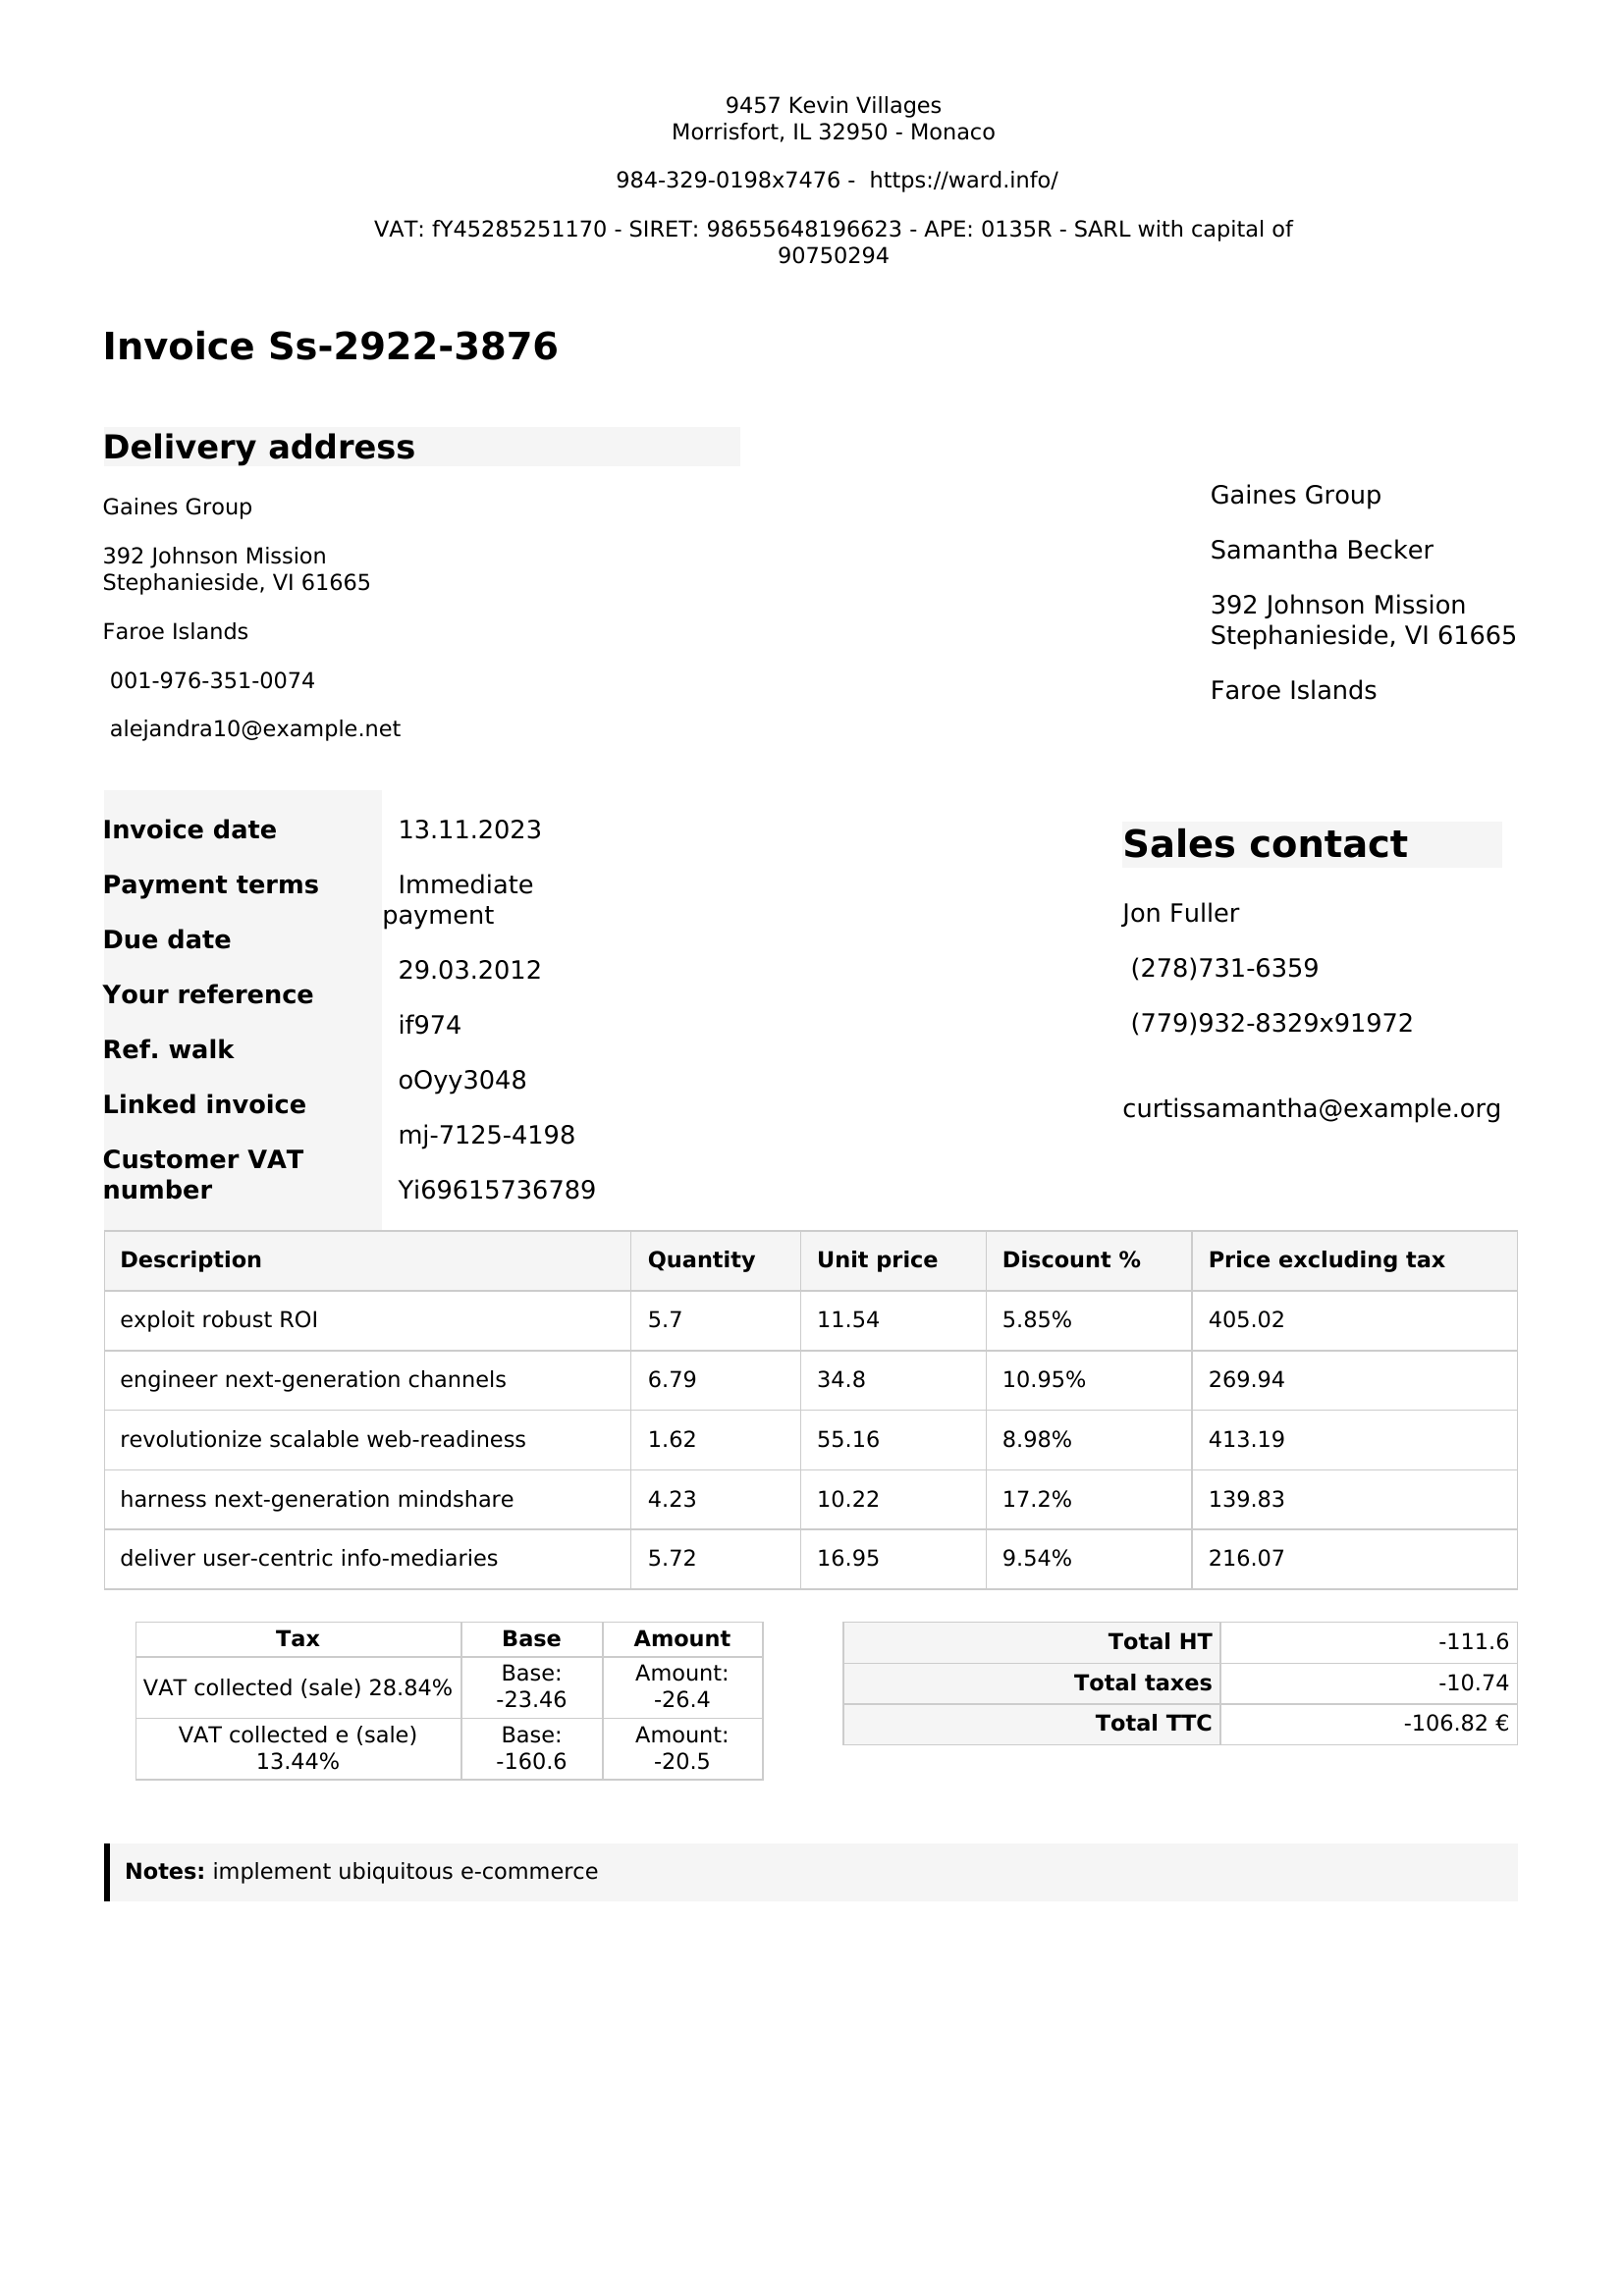 9457 Kevin Villages
Morrisfort, IL 32950 - Monaco
984-329-0198x7476 - https://ward.info/
VAT: fY45285251170 - SIRET: 98655648196623 - APE: 0135R - SARL with capital of
90750294
Invoice Ss-2922-3876
Delivery address
Gaines Group
392 Johnson Mission
Stephanieside, VI 61665
Faroe Islands
001-976-351-0074
alejandra10@example.net
Gaines Group
Samantha Becker
392 Johnson Mission
Stephanieside, VI 61665
Faroe Islands
Invoice date
Payment terms
Due date
Your reference
Ref. walk
Linked invoice
Customer VAT
number
13.11.2023
Immediate
payment
29.03.2012
if974
oOyy3048
mj-7125-4198
Yi69615736789
Sales contact
Jon Fuller
(278)731-6359
(779)932-8329x91972
curtissamantha@example.org
Description Quantity Unit price Discount % Price excluding tax
exploit robust ROI 5.7 11.54 5.85% 405.02
engineer next-generation channels 6.79 34.8 10.95% 269.94
revolutionize scalable web-readiness 1.62 55.16 8.98% 413.19
harness next-generation mindshare 4.23 10.22 17.2% 139.83
deliver user-centric info-mediaries 5.72 16.95 9.54% 216.07
Tax Base Amount
VAT collected (sale) 28.84% Base: -23.46 Amount: -26.4
VAT collected e (sale) 13.44% Base: -160.6 Amount: -20.5
Total HT -111.6
Total taxes -10.74
Total TTC -106.82 €
Notes: implement ubiquitous e-commerce